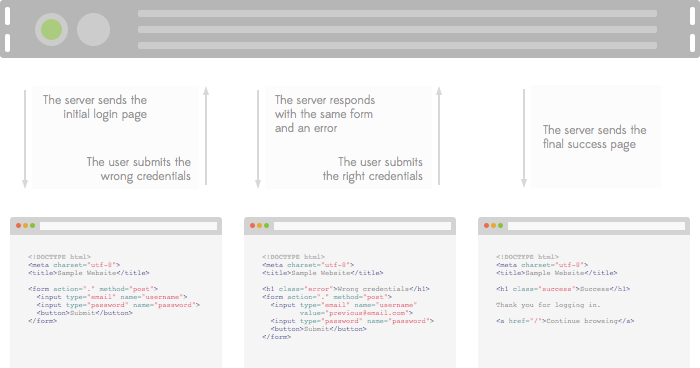 The server sends the
initial login page
The user submits the
wrong credentials
The server responds
with the same form
and an error
The user submits
the right credentials
The server sends the
final success page
<!DOCTYPE html>
<meta charset="utf-8">
<title>Sample Website</title>
<form action="." method="post">
<input type="email" name="username">
<input type="password" name="password">
<button>Submit</button>
</form>
<!DOCTYPE html>
<meta charset="utf-8">
<title>Sample Website</title>
<h1 class="error">Wrong credentials</h1>
<form action="." method="post">
<input type="email" name="username"
value="previous@email.com">
<input type="password" name="password">
<button>Submit</button>
</form>
<!DOCTYPE html>
<meta charset="utf-8">
<title>Sample Website</title>
<h1 class="success">Success</h1>
Thank you for logging in.
<a href="/">Continue browsing</a>